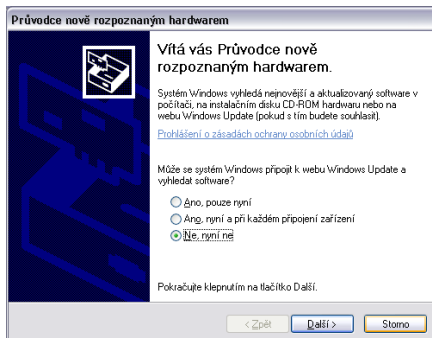 Průvodce nově rozpoznaným hardwarem
Vítá vás Průvodce nově
rozpoznaným hardwarem.
Systém Windows vyhledá nejnovější a aktualizovaný software v
počítači, na instalačním disku CD-ROM hardwaru nebo na
webu Windows Update (pokud s tím budete souhlasit).
Prohlášení o zásadách ochrany osobních údajů
Může se systém Windows připojit k webu Windows Update a
vyhledat software?
Ano, pouze nyní
Ano, nyní a při každém připojení zařízení
Ne, nyní ne
Pokračujte klepnutím na tlačítko Další.
< Zpět
Další >
Storno